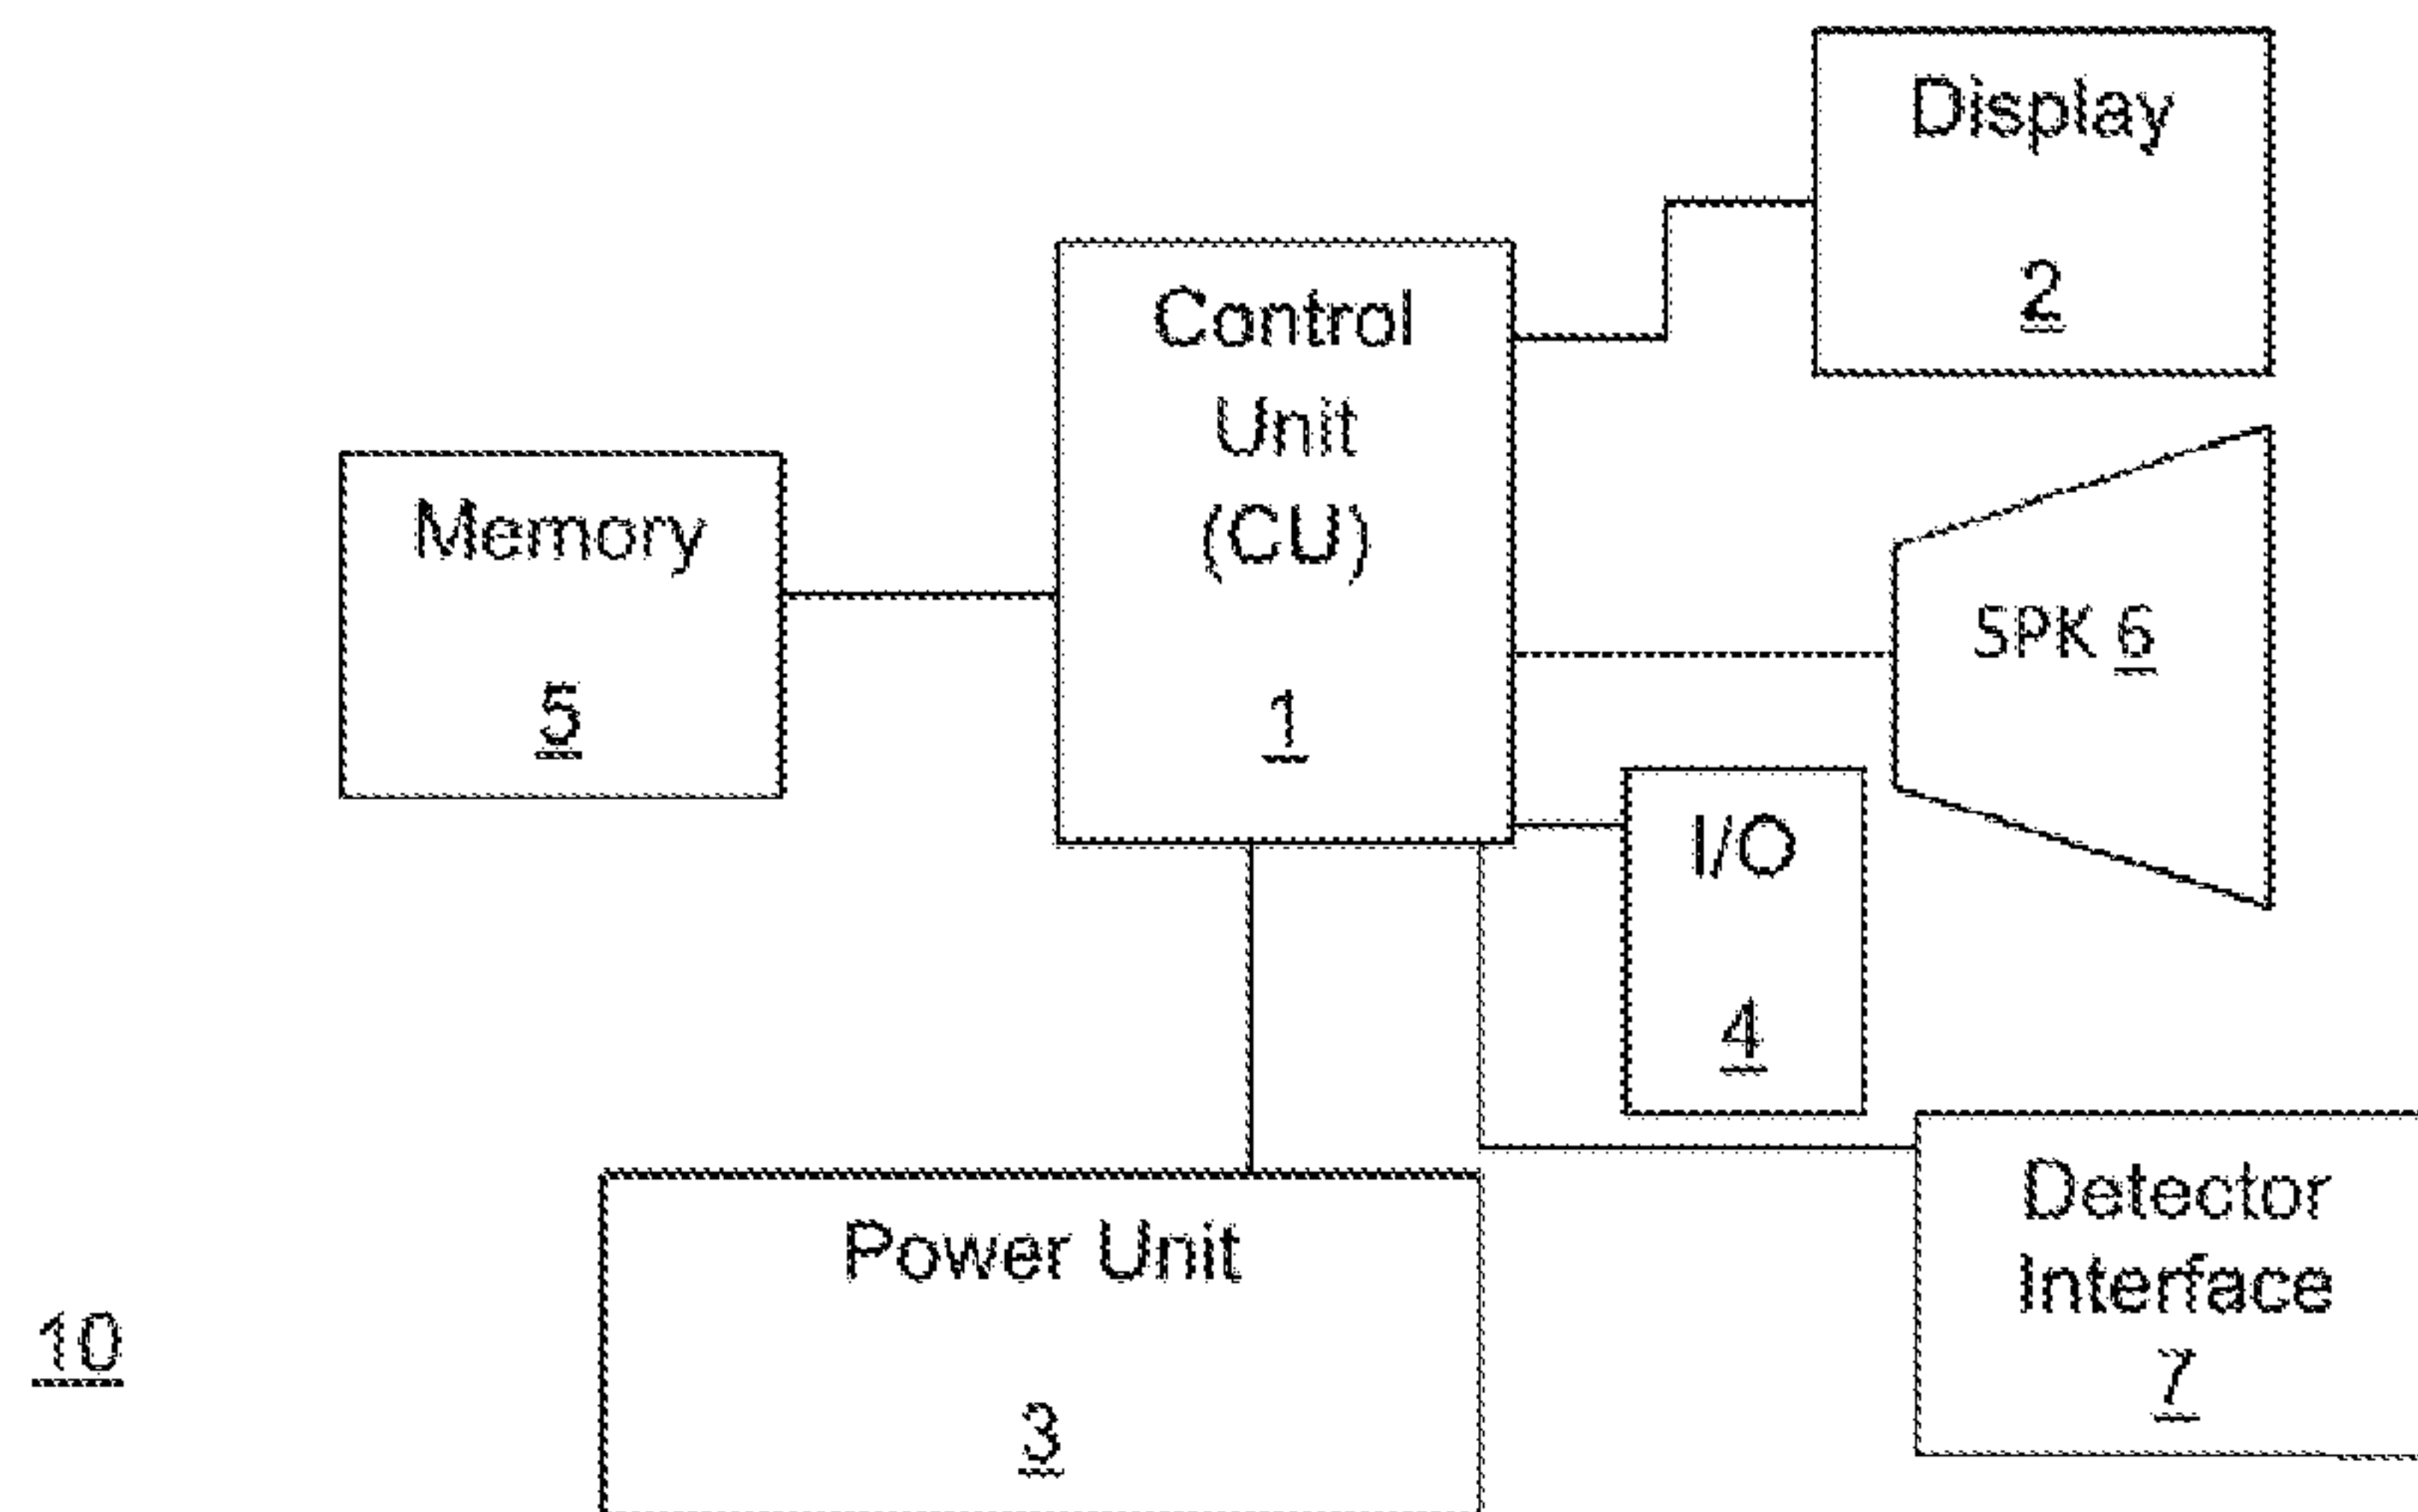 Display
2
Control
Unit
(CU)
1
Memory
5
SPK 6
I/O
4
Power Unit
3
Detector
Interface
7
10